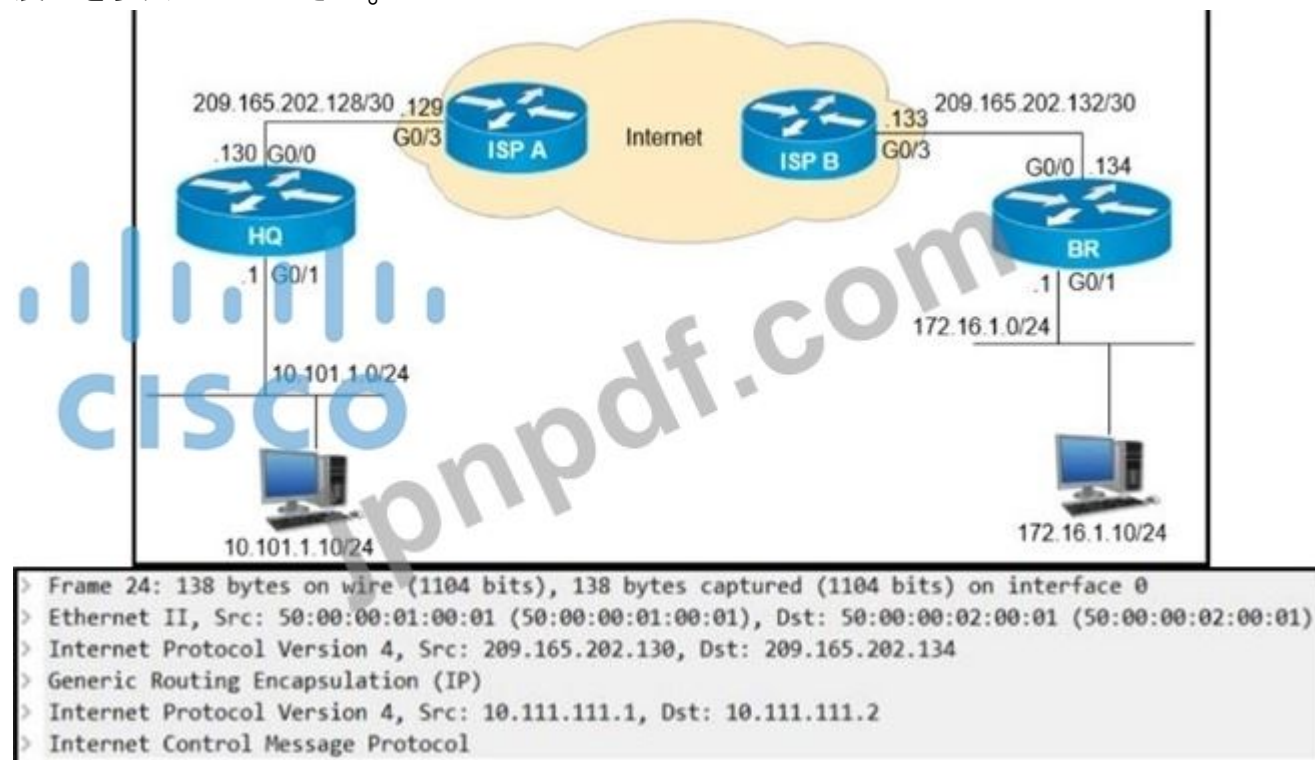 209.165.202.128/30
.129
G0/3
ISP A
Internet
ISP B
.133
G0/3
209.165.202.132/30
.130 G0/0
HQ
.1 G0/1
G0/0 .134
BR
.1 G0/1
172.16.1.0/24
10.101.1.0/24
CISCO
jpnpdf.com
10.101.1.10/24
172.16.1.10/24
> Frame 24: 138 bytes on wire (1104 bits), 138 bytes captured (1104 bits) on interface 0
> Ethernet II, Src: 50:00:00:01:00:01 (50:00:00:01:00:01), Dst: 50:00:00:02:00:01 (50:00:00:02:00:01)
> Internet Protocol Version 4, Src: 209.165.202.130, Dst: 209.165.202.134
> Generic Routing Encapsulation (IP)
> Internet Protocol Version 4, Src: 10.111.111.1, Dst: 10.111.111.2
> Internet Control Message Protocol